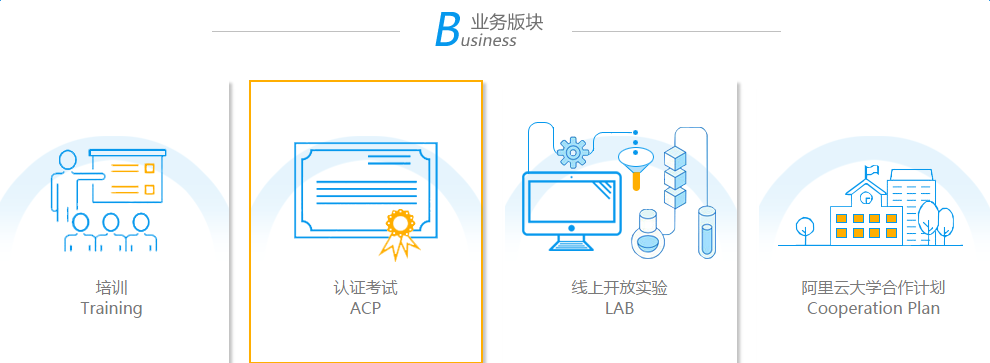 业务版块
Business
培训
Training
认证考试
ACP
线上开放实验
LAB
阿里云大学合作计划
Cooperation Plan